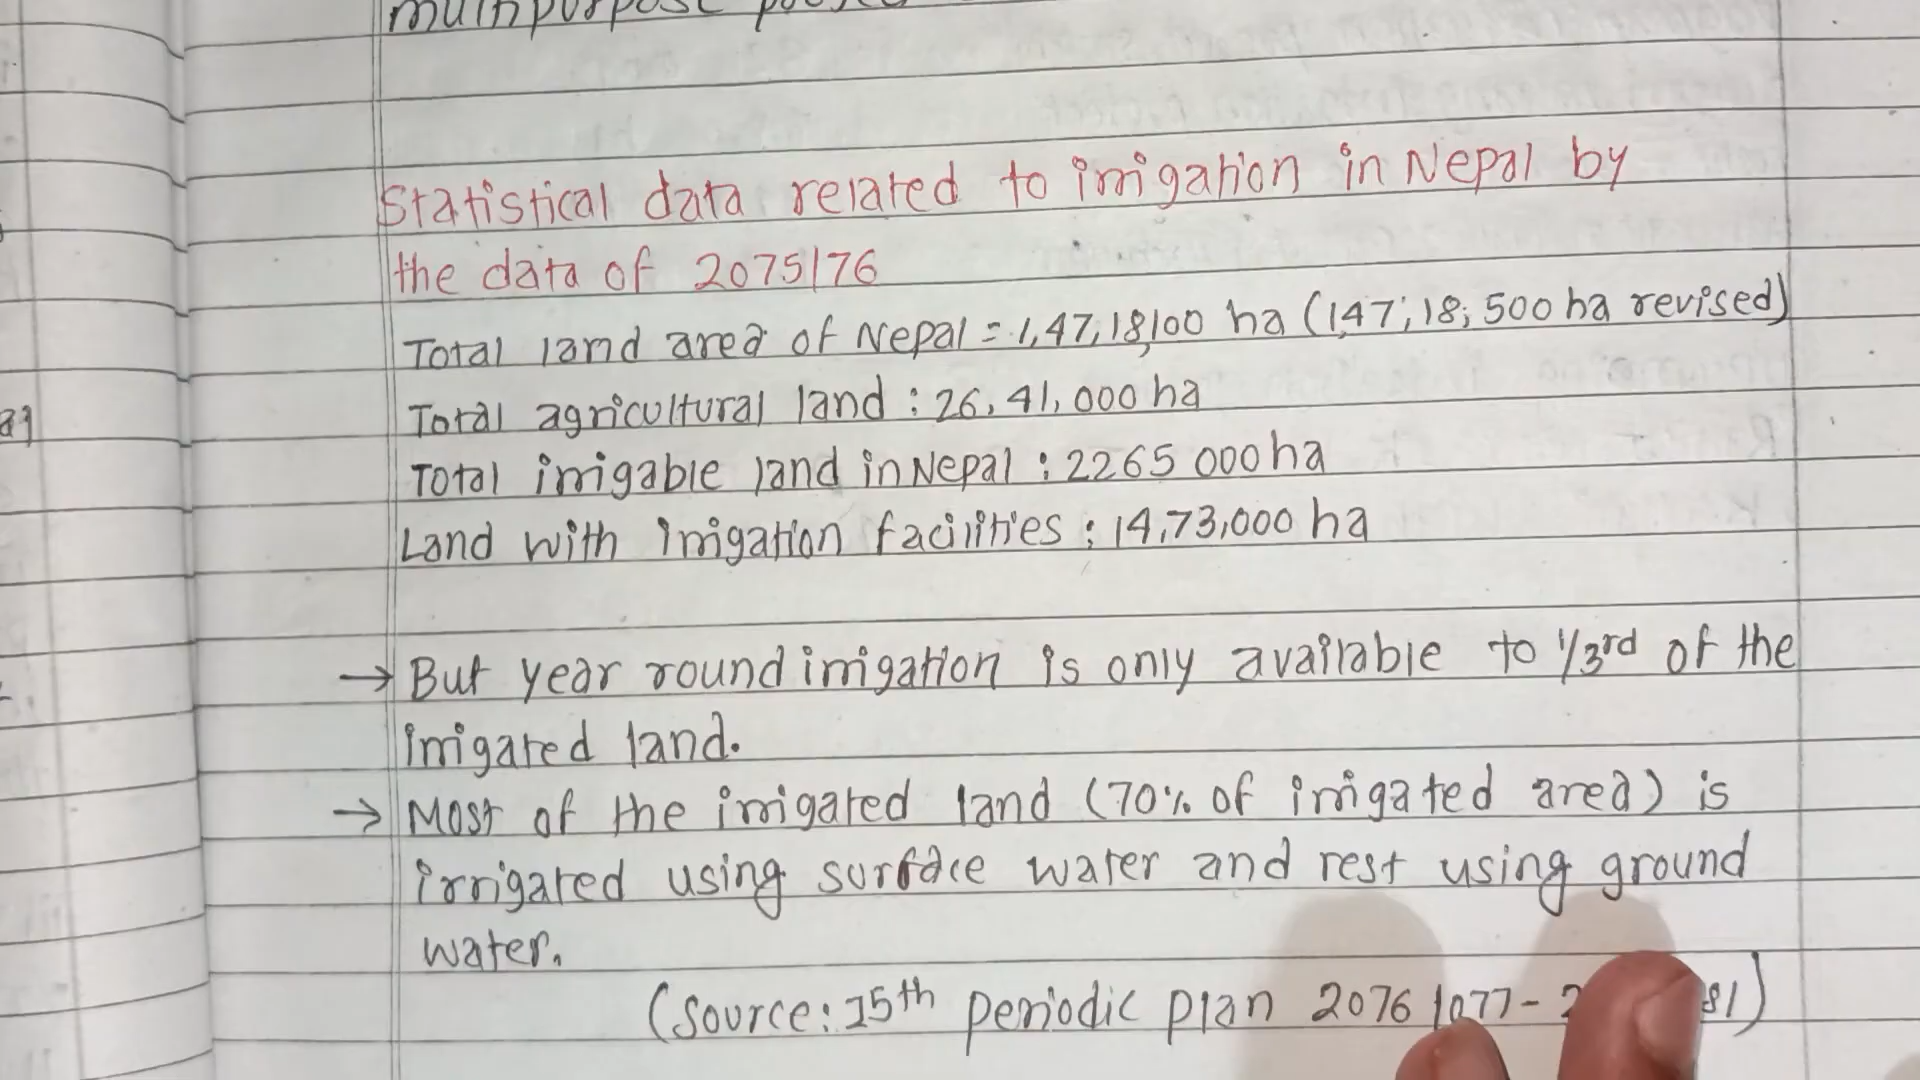 multipurpose
Statistical data related to irrigation in Nepal by
the data of 2075/76
Total land area of Nepal = 1,47,18,100 ha (1,47,18,500 ha revised)
Total agricultural land : 26,41,000 ha
Total irrigable land in Nepal : 2265 000 ha
Land with irrigation facilities : 14,73,000 ha
→ But year round irrigation is only available to 1/3rd of the
irrigated land.
→ Most of the irrigated land (70% of irrigated area) is
irrigated using surface water and rest using ground
water.
(Source: 15th periodic plan 2076/077- 81)